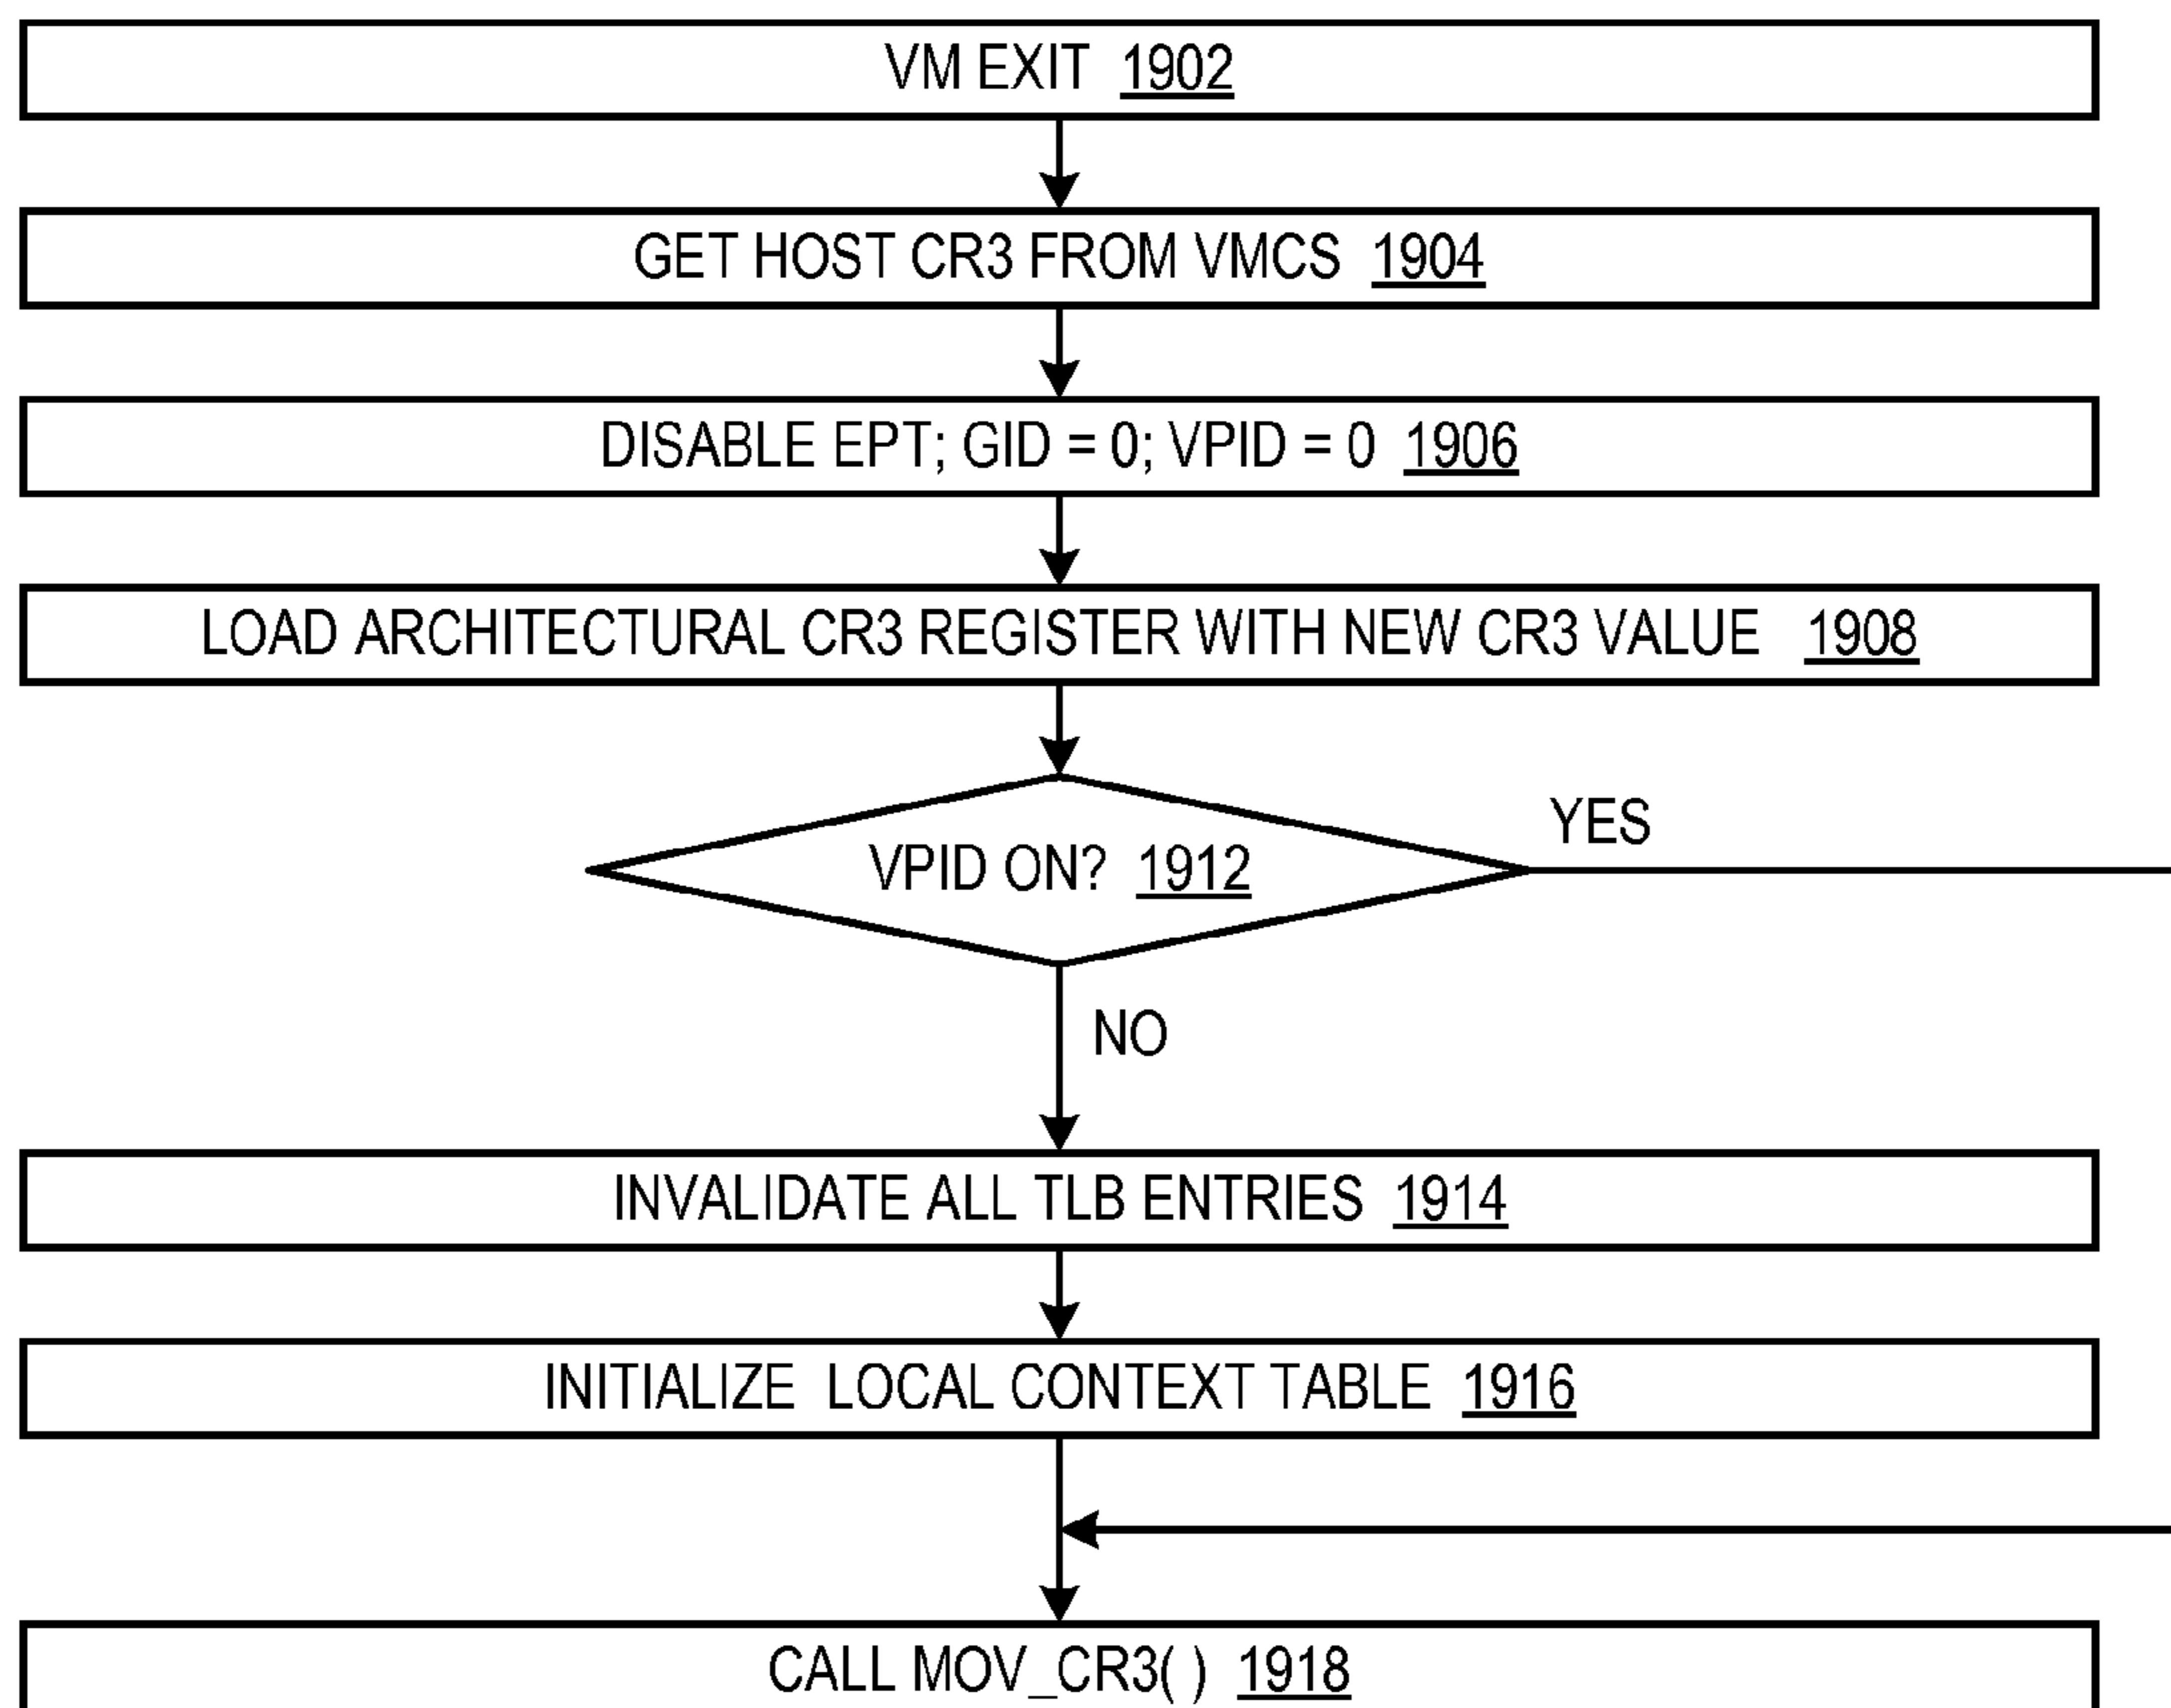 VM EXIT 1902
GET HOST CR3 FROM VMCS 1904
DISABLE EPT; GID = 0; VPID = 0 1906
LOAD ARCHITECTURAL CR3 REGISTER WITH NEW CR3 VALUE 1908
YES
VPID ON? 1912
NO
INVALIDATE ALL TLB ENTRIES 1914
INITIALIZE LOCAL CONTEXT TABLE 1916
CALL MOV_CR3( ) 1918